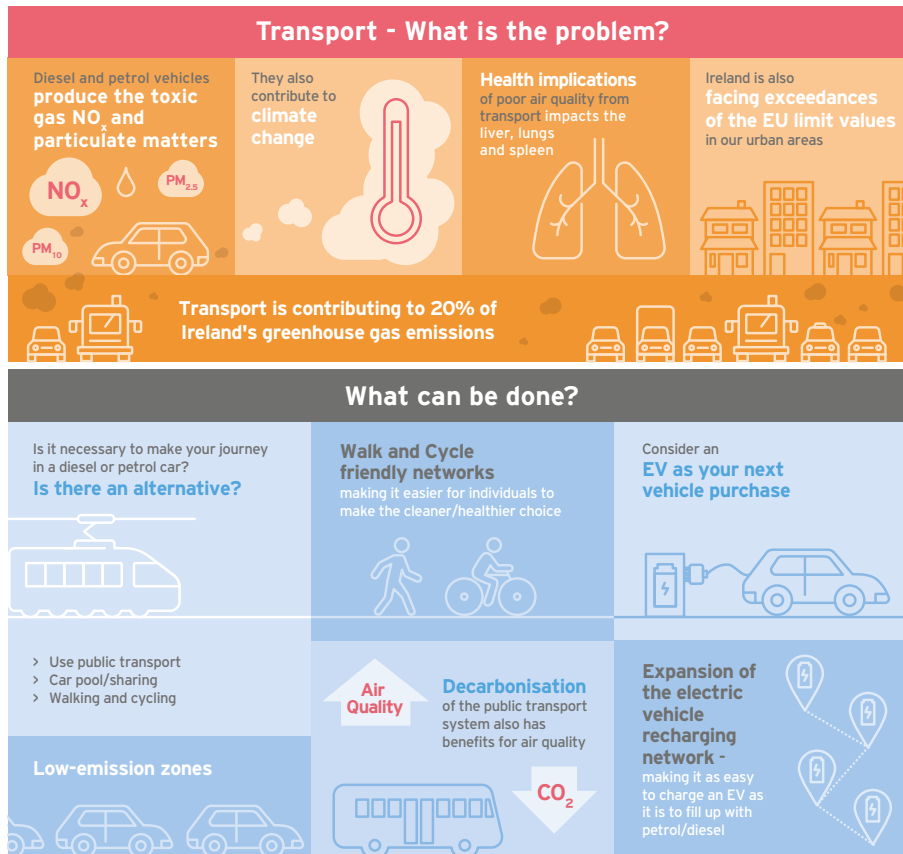 Transport - What is the problem?
Diesel and petrol vehicles
produce the toxic
gas NOx and
particulate matters
NOx
PM2.5
PM10
They also
contribute to
climate
change
Health implications
of poor air quality from
transport impacts the
liver, lungs
and spleen
Ireland is also
facing exceedances
of the EU limit values
in our urban areas
Transport is contributing to 20% of
Ireland's greenhouse gas emissions
What can be done?
Is it necessary to make your journey
in a diesel or petrol car?
Is there an alternative?
> Use public transport
> Car pool/sharing
> Walking and cycling
Low-emission zones
Walk and Cycle
friendly networks
making it easier for individuals to
make the cleaner/healthier choice
Air
Quality
Decarbonisation
of the public transport
system also has
benefits for air quality
CO2
Consider an
EV as your next
vehicle purchase
Expansion of
the electric
vehicle
recharging
network -
making it as easy
to charge an EV as
it is to fill up with
petrol/diesel